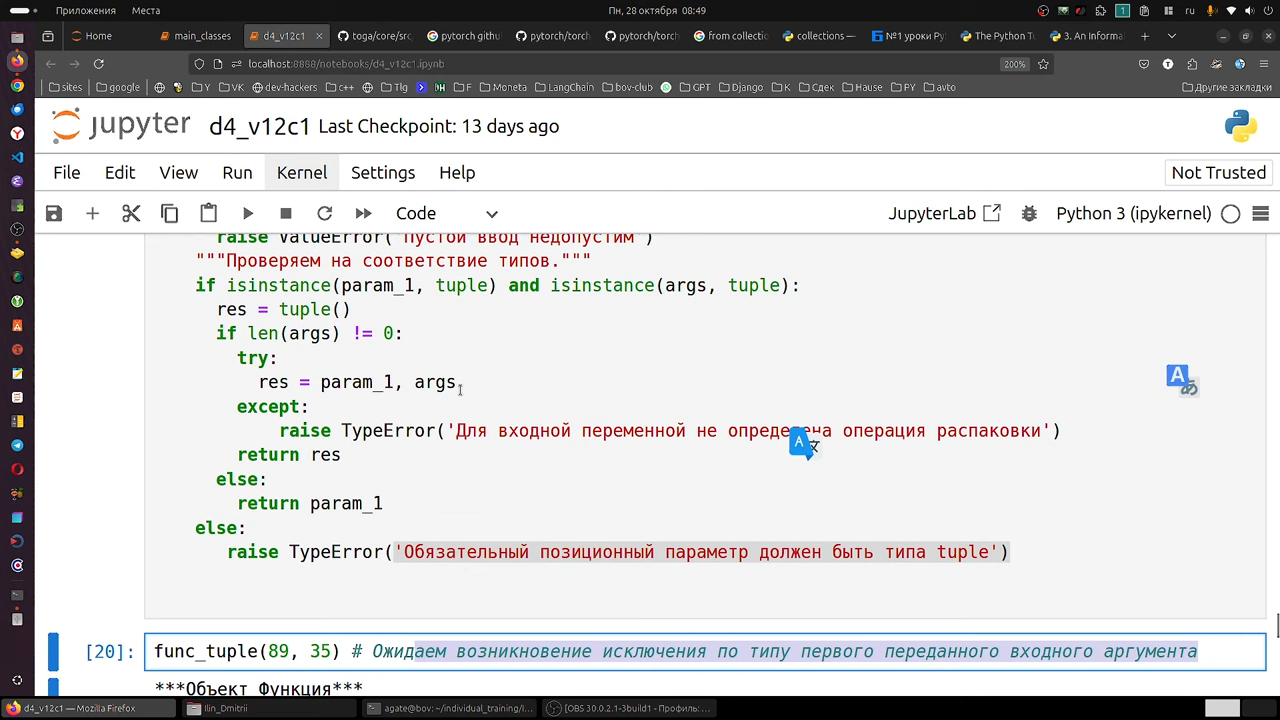 Приложения Места Пн, 28 октября 08:49 1 ru
Home main_classes d4_v12c1 toga/core/src pytorch githu pytorch/torch pytorch/torch from collectio collections — №1 уроки Py The Python Tu 3. An Informal
localhost:8888/notebooks/d4_v12c1.ipynb 200%
sites google Y VK dev-hackers c++ Tlg F Moneta LangChain bov-club GPT Django K Сдек Hause PY avto Другие закладки
jupyter d4_v12c1 Last Checkpoint: 13 days ago
File Edit View Run Kernel Settings Help Not Trusted
Code JupyterLab Python 3 (ipykernel)
raise ValueError('Пустой ввод недопустим')
"""Проверяем на соответствие типов."""
if isinstance(param_1, tuple) and isinstance(args, tuple):
res = tuple()
if len(args) != 0:
try:
res = param_1, args
except:
raise TypeError('Для входной переменной не определена операция распаковки')
return res
else:
return param_1
else:
raise TypeError('Обязательный позиционный параметр должен быть типа tuple')
[20]: func_tuple(89, 35) # Ожидаем возникновение исключения по типу первого переданного входного аргумента
***Объект Функция***
d4_v12c1 — Mozilla Firefox Ilin_Dmitrii agate@bov: ~/individual_training/I... [OBS 30.0.2.1-3build1 - Профиль: ...